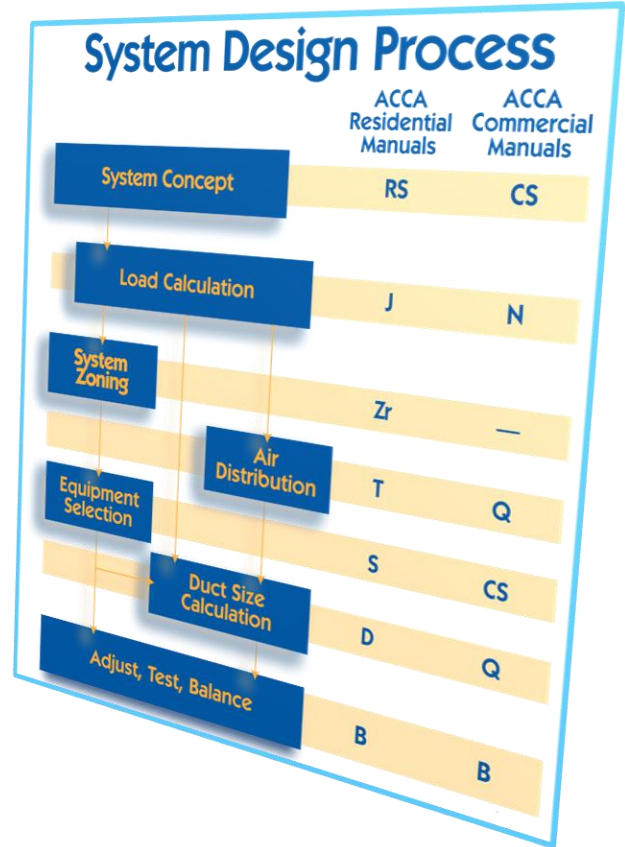 System Design Process
ACCA
Residential
Manuals
ACCA
Commercial
Manuals
System Concept
RS
CS
Load Calculation
J
N
System
Zoning
Zr
—
Air
Distribution
T
Q
Equipment
Selection
S
CS
Duct Size
Calculation
D
Q
Adjust, Test, Balance
B
B